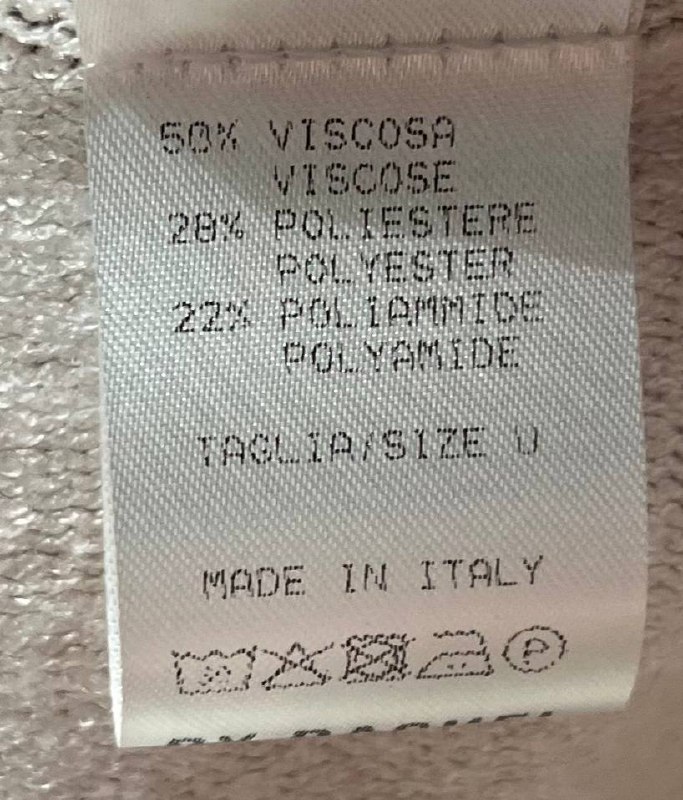 50% VISCOSA
VISCOSE
28% POLIESTERE
POLYESTER
22% POLIAMMIDE
POLYAMIDE
TAGLIA/SIZE U
MADE IN ITALY
P